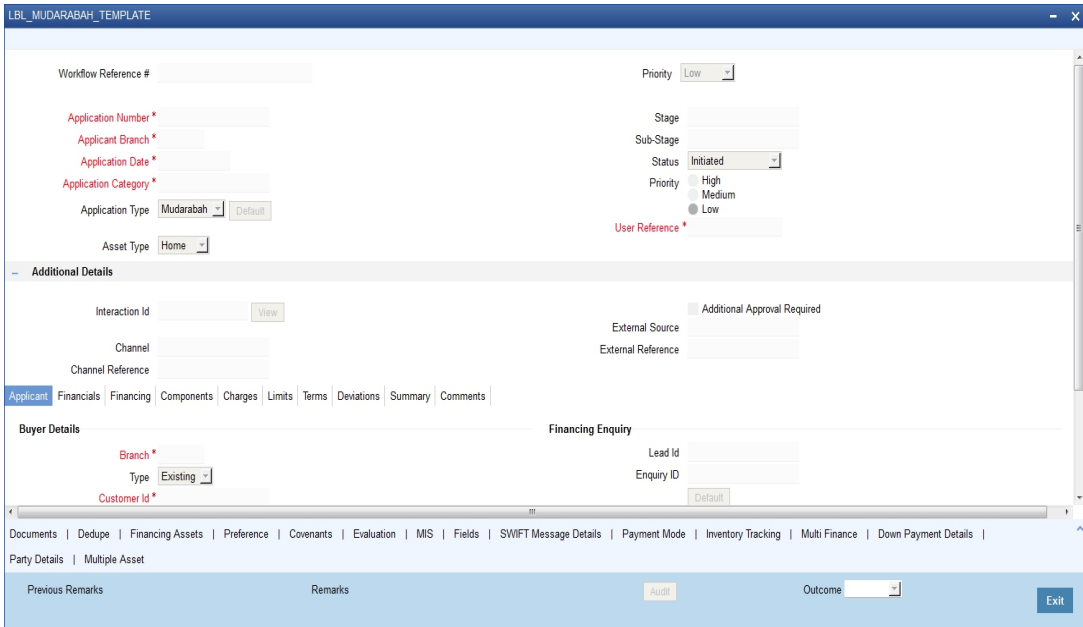 LBL_MUDARABAH_TEMPLATE
Workflow Reference #
Priority Low
Application Number *
Stage
Applicant Branch *
Sub-Stage
Application Date *
Status Initiated
Application Category *
Priority High
Medium
Application Type Mudarabah Default
Low
User Reference *
Asset Type Home
Additional Details
Interaction Id View
Additional Approval Required
External Source
Channel
External Reference
Channel Reference
Applicant Financials Financing Components Charges Limits Terms Deviations Summary Comments
Buyer Details
Financing Enquiry
Branch *
Lead Id
Type Existing
Enquiry ID
Customer Id *
Default
Documents | Dedupe | Financing Assets | Preference | Covenants | Evaluation | MIS | Fields | SWIFT Message Details | Payment Mode | Inventory Tracking | Multi Finance | Down Payment Details |
Party Details | Multiple Asset
Previous Remarks Remarks Audit Outcome
Exit